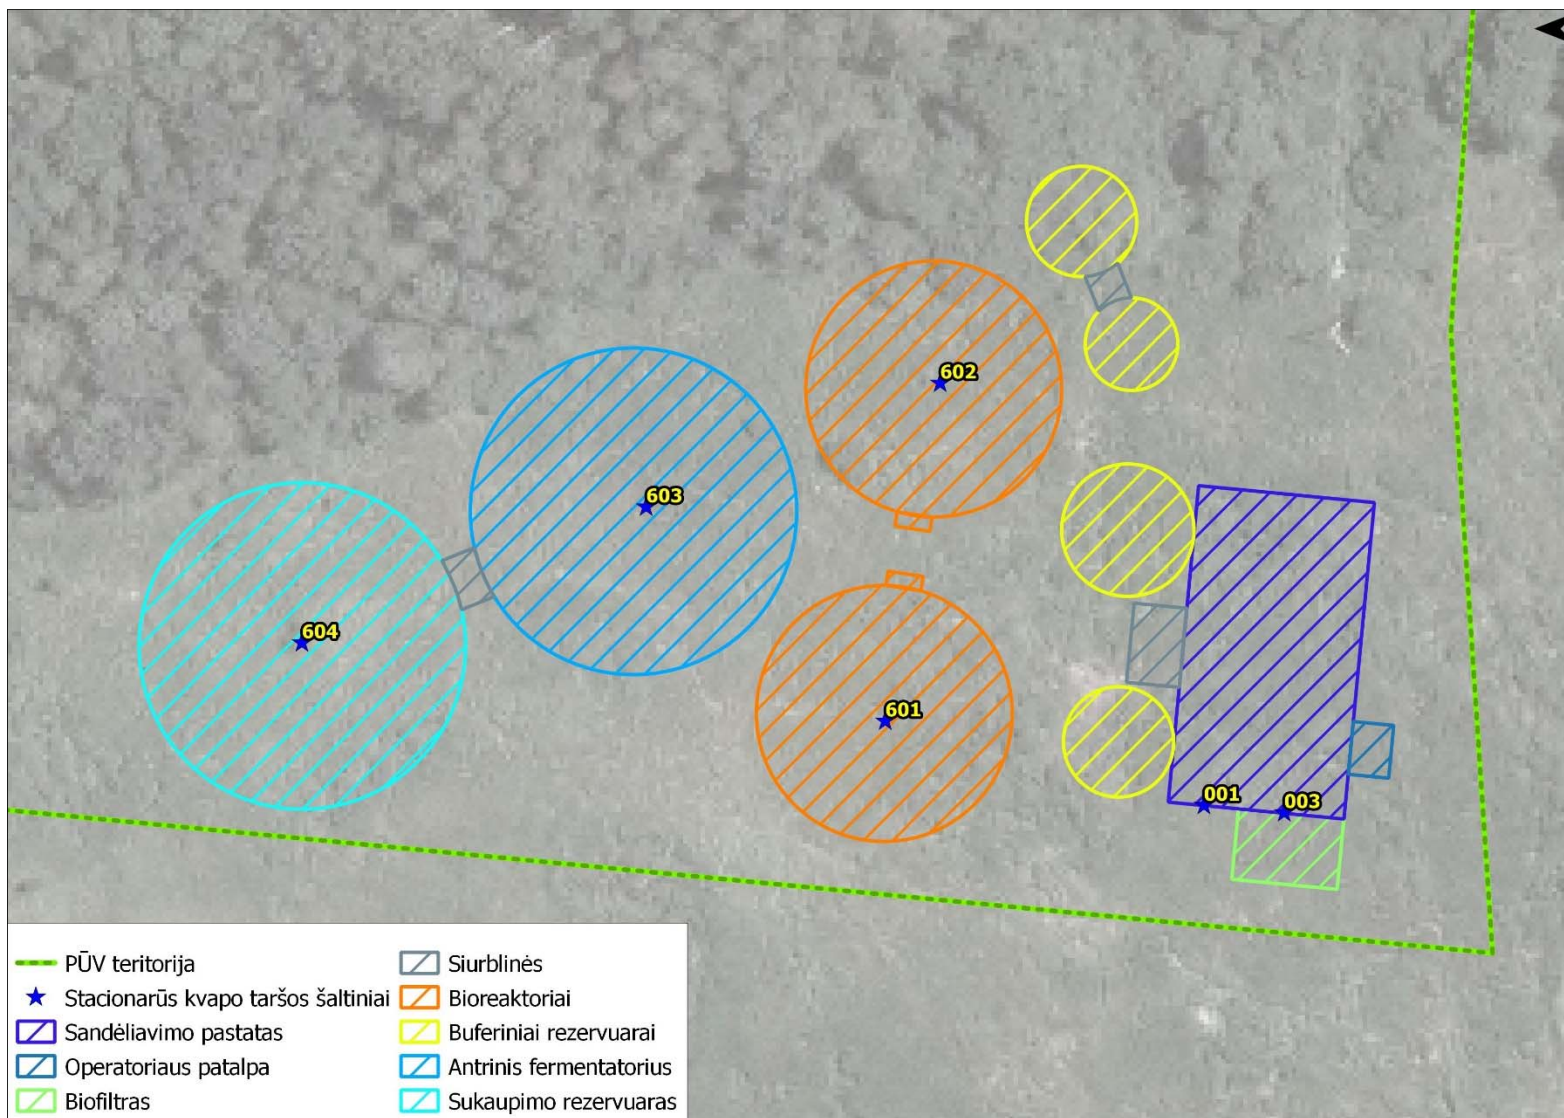 602
603
604
601
001
003
PŪV teritorija
Stacionarūs kvapo taršos šaltiniai
Sandėliavimo pastatas
Operatoriaus patalpa
Biofiltras
Siurblinės
Bioreaktoriai
Buferiniai rezervuarai
Antrinis fermentatorius
Sukaupimo rezervuaras